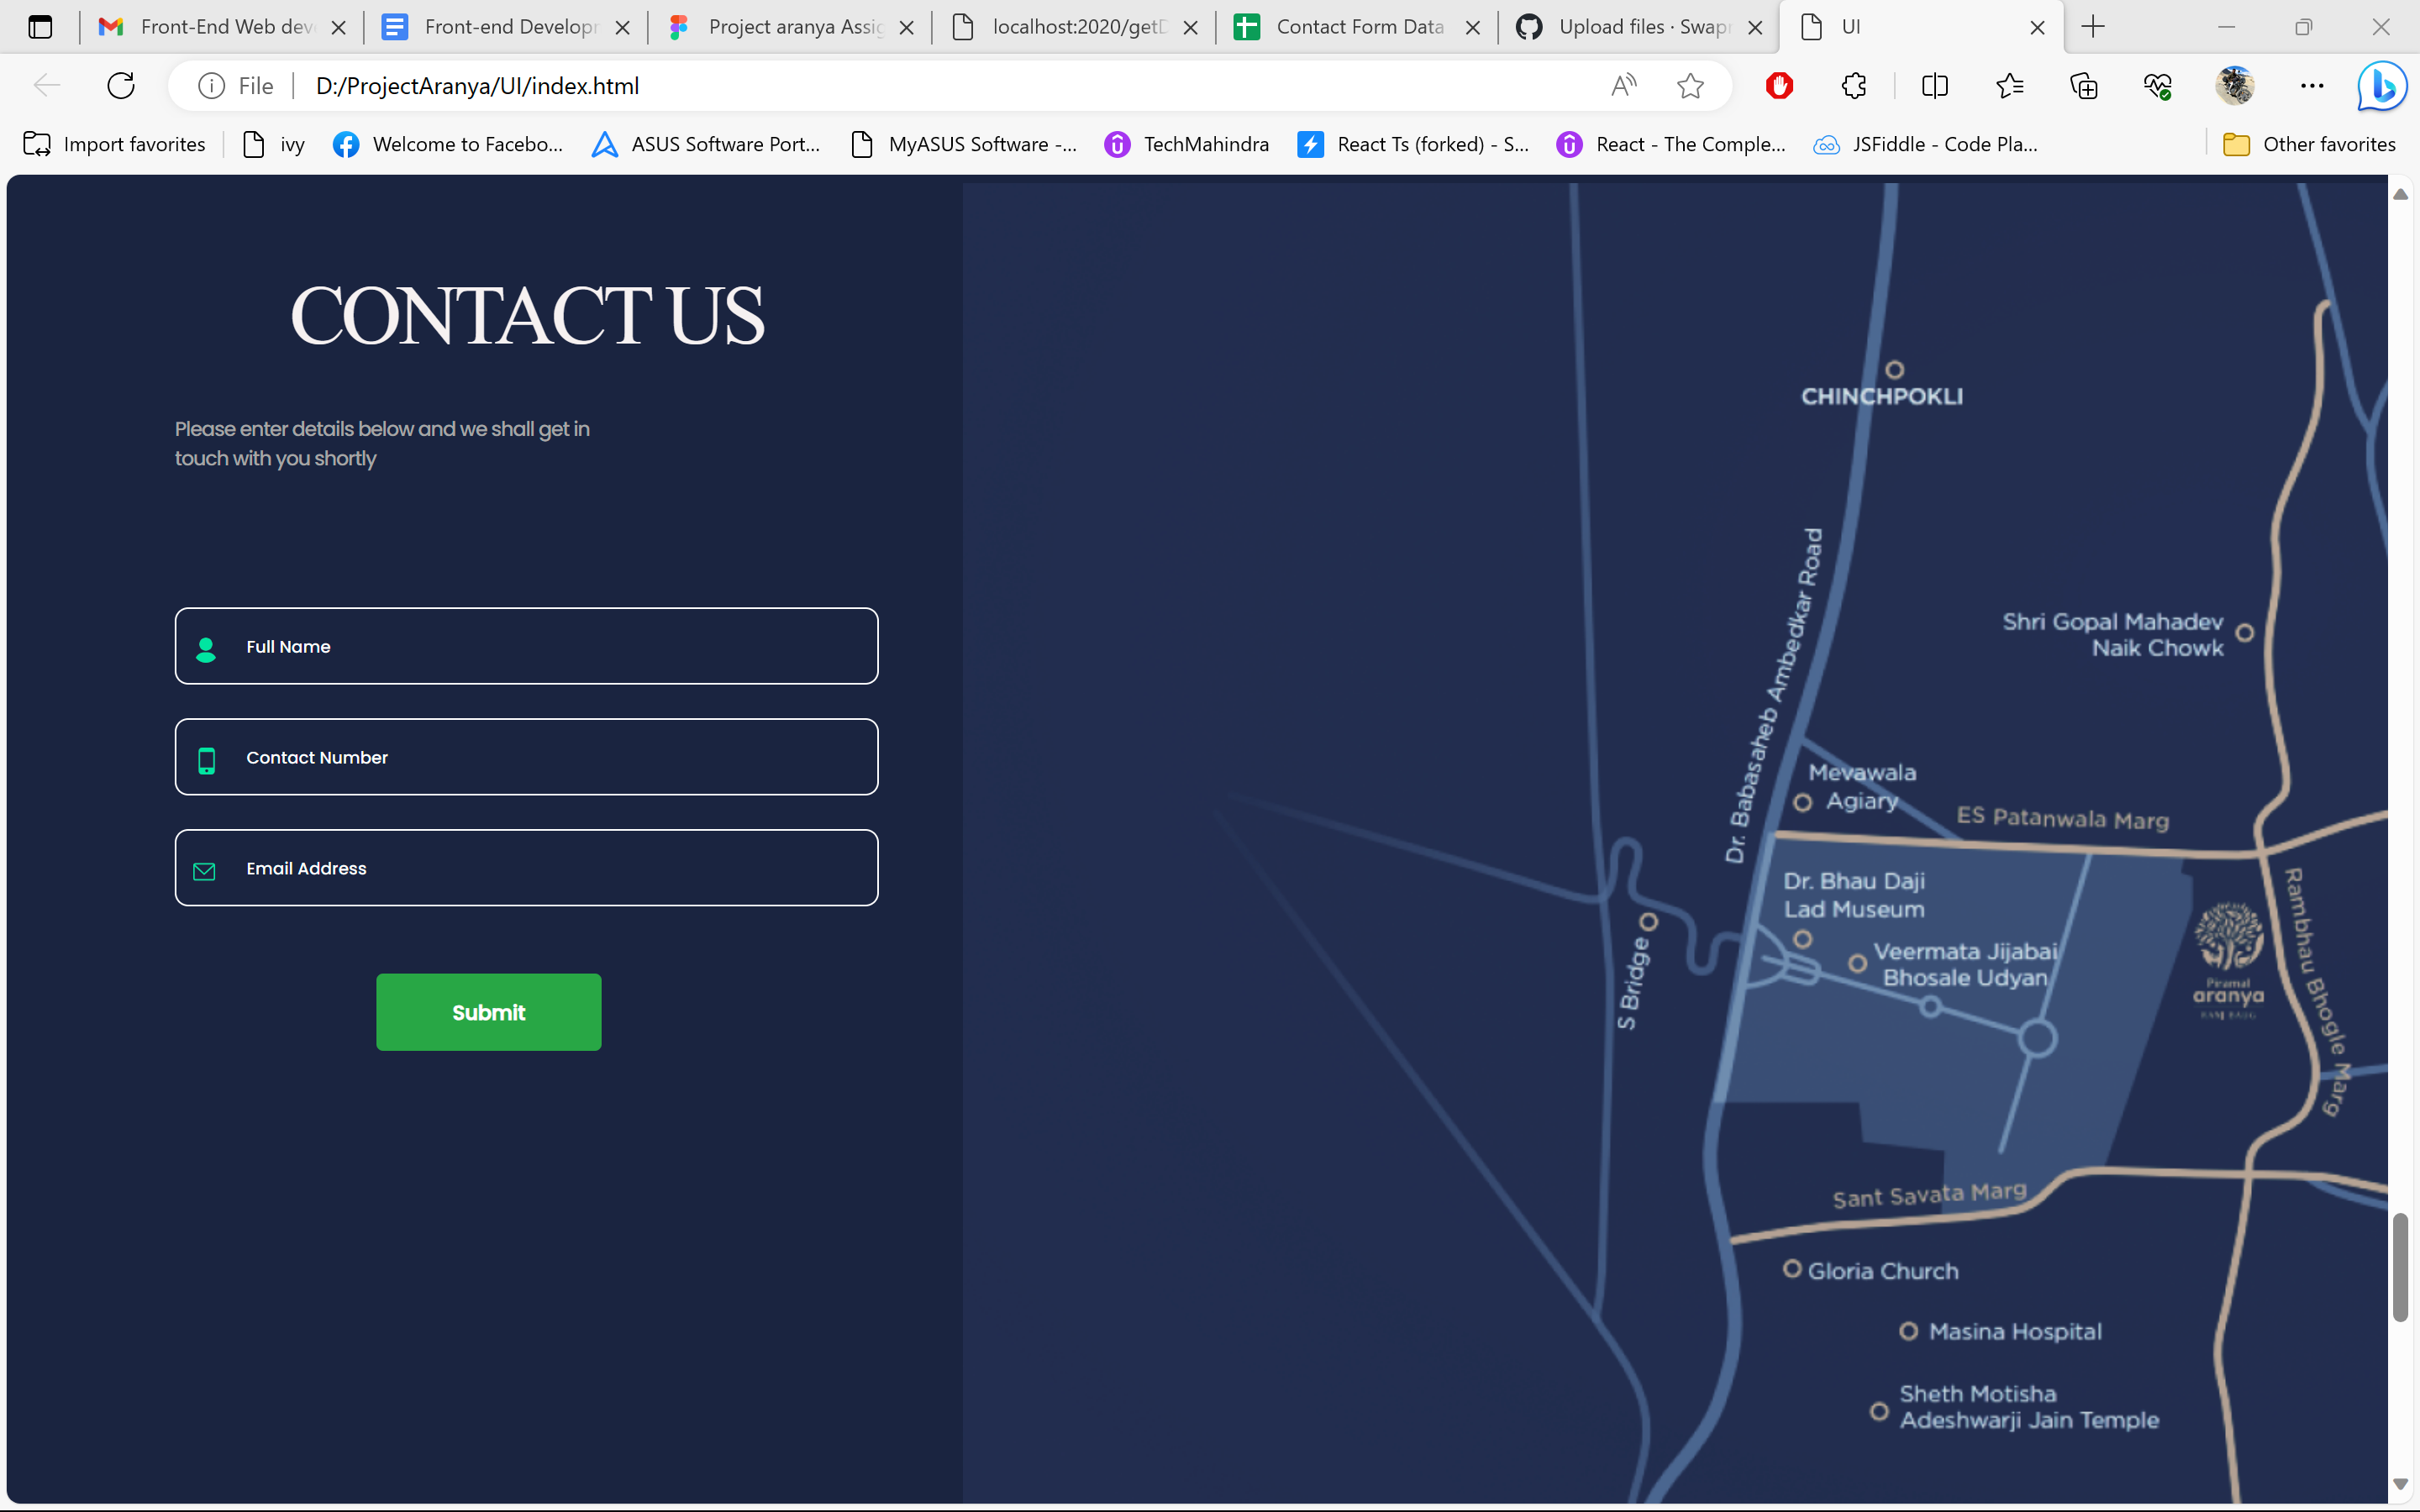 Front-End Web dev
Front-end Developr
Project aranya Assig
localhost:2020/getD
Contact Form Data
Upload files · Swapn
UI
File
D:/ProjectAranya/UI/index.html
Import favorites
ivy
Welcome to Facebo...
ASUS Software Port...
MyASUS Software -...
TechMahindra
React Ts (forked) - S...
React - The Comple...
JSFiddle - Code Pla...
Other favorites
CONTACT US
Please enter details below and we shall get in
touch with you shortly
Full Name
Contact Number
Email Address
Submit
CHINCHPOKLI
Dr. Babasaheb Ambedkar Road
Shri Gopal Mahadev
Naik Chowk
Mevawala
Agiary
ES Patanwala Marg
Dr. Bhau Daji
Lad Museum
Veermata Jijabai
Bhosale Udyan
S Bridge
Piramal
aranya
Rambhau Bhogle Marg
Sant Savata Marg
Gloria Church
Masina Hospital
Sheth Motisha
Adeshwarji Jain Temple